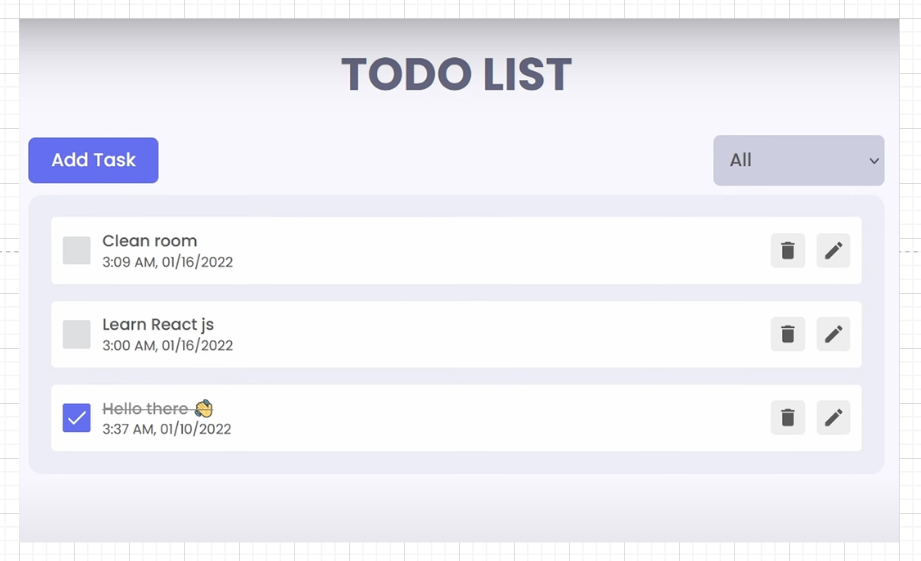 TODO LIST
Add Task
All
Clean room
3:09 AM, 01/16/2022
Learn React js
3:00 AM, 01/16/2022
Hello there 👋
3:37 AM, 01/10/2022